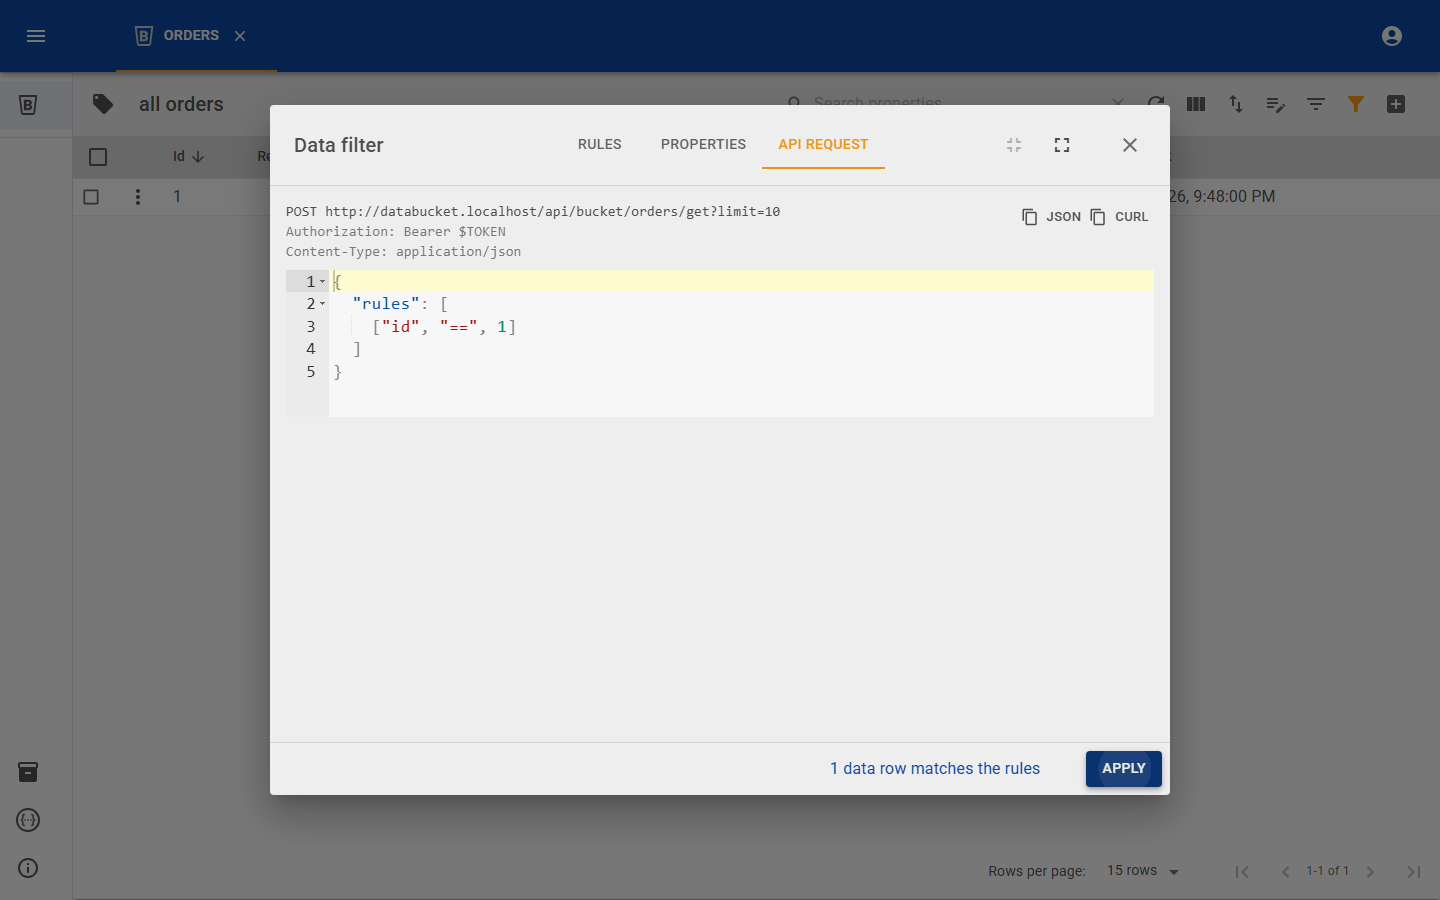 ORDERS
all orders
Search properties
Id
Re
1
26, 9:48:00 PM
Data filter
RULES
PROPERTIES
API REQUEST
POST http://databucket.localhost/api/bucket/orders/get?limit=10
Authorization: Bearer $TOKEN
Content-Type: application/json
JSON
CURL
1 {
2 "rules": [
3 ["id", "==", 1]
4 ]
5 }
1 data row matches the rules
APPLY
Rows per page:
15 rows
1-1 of 1